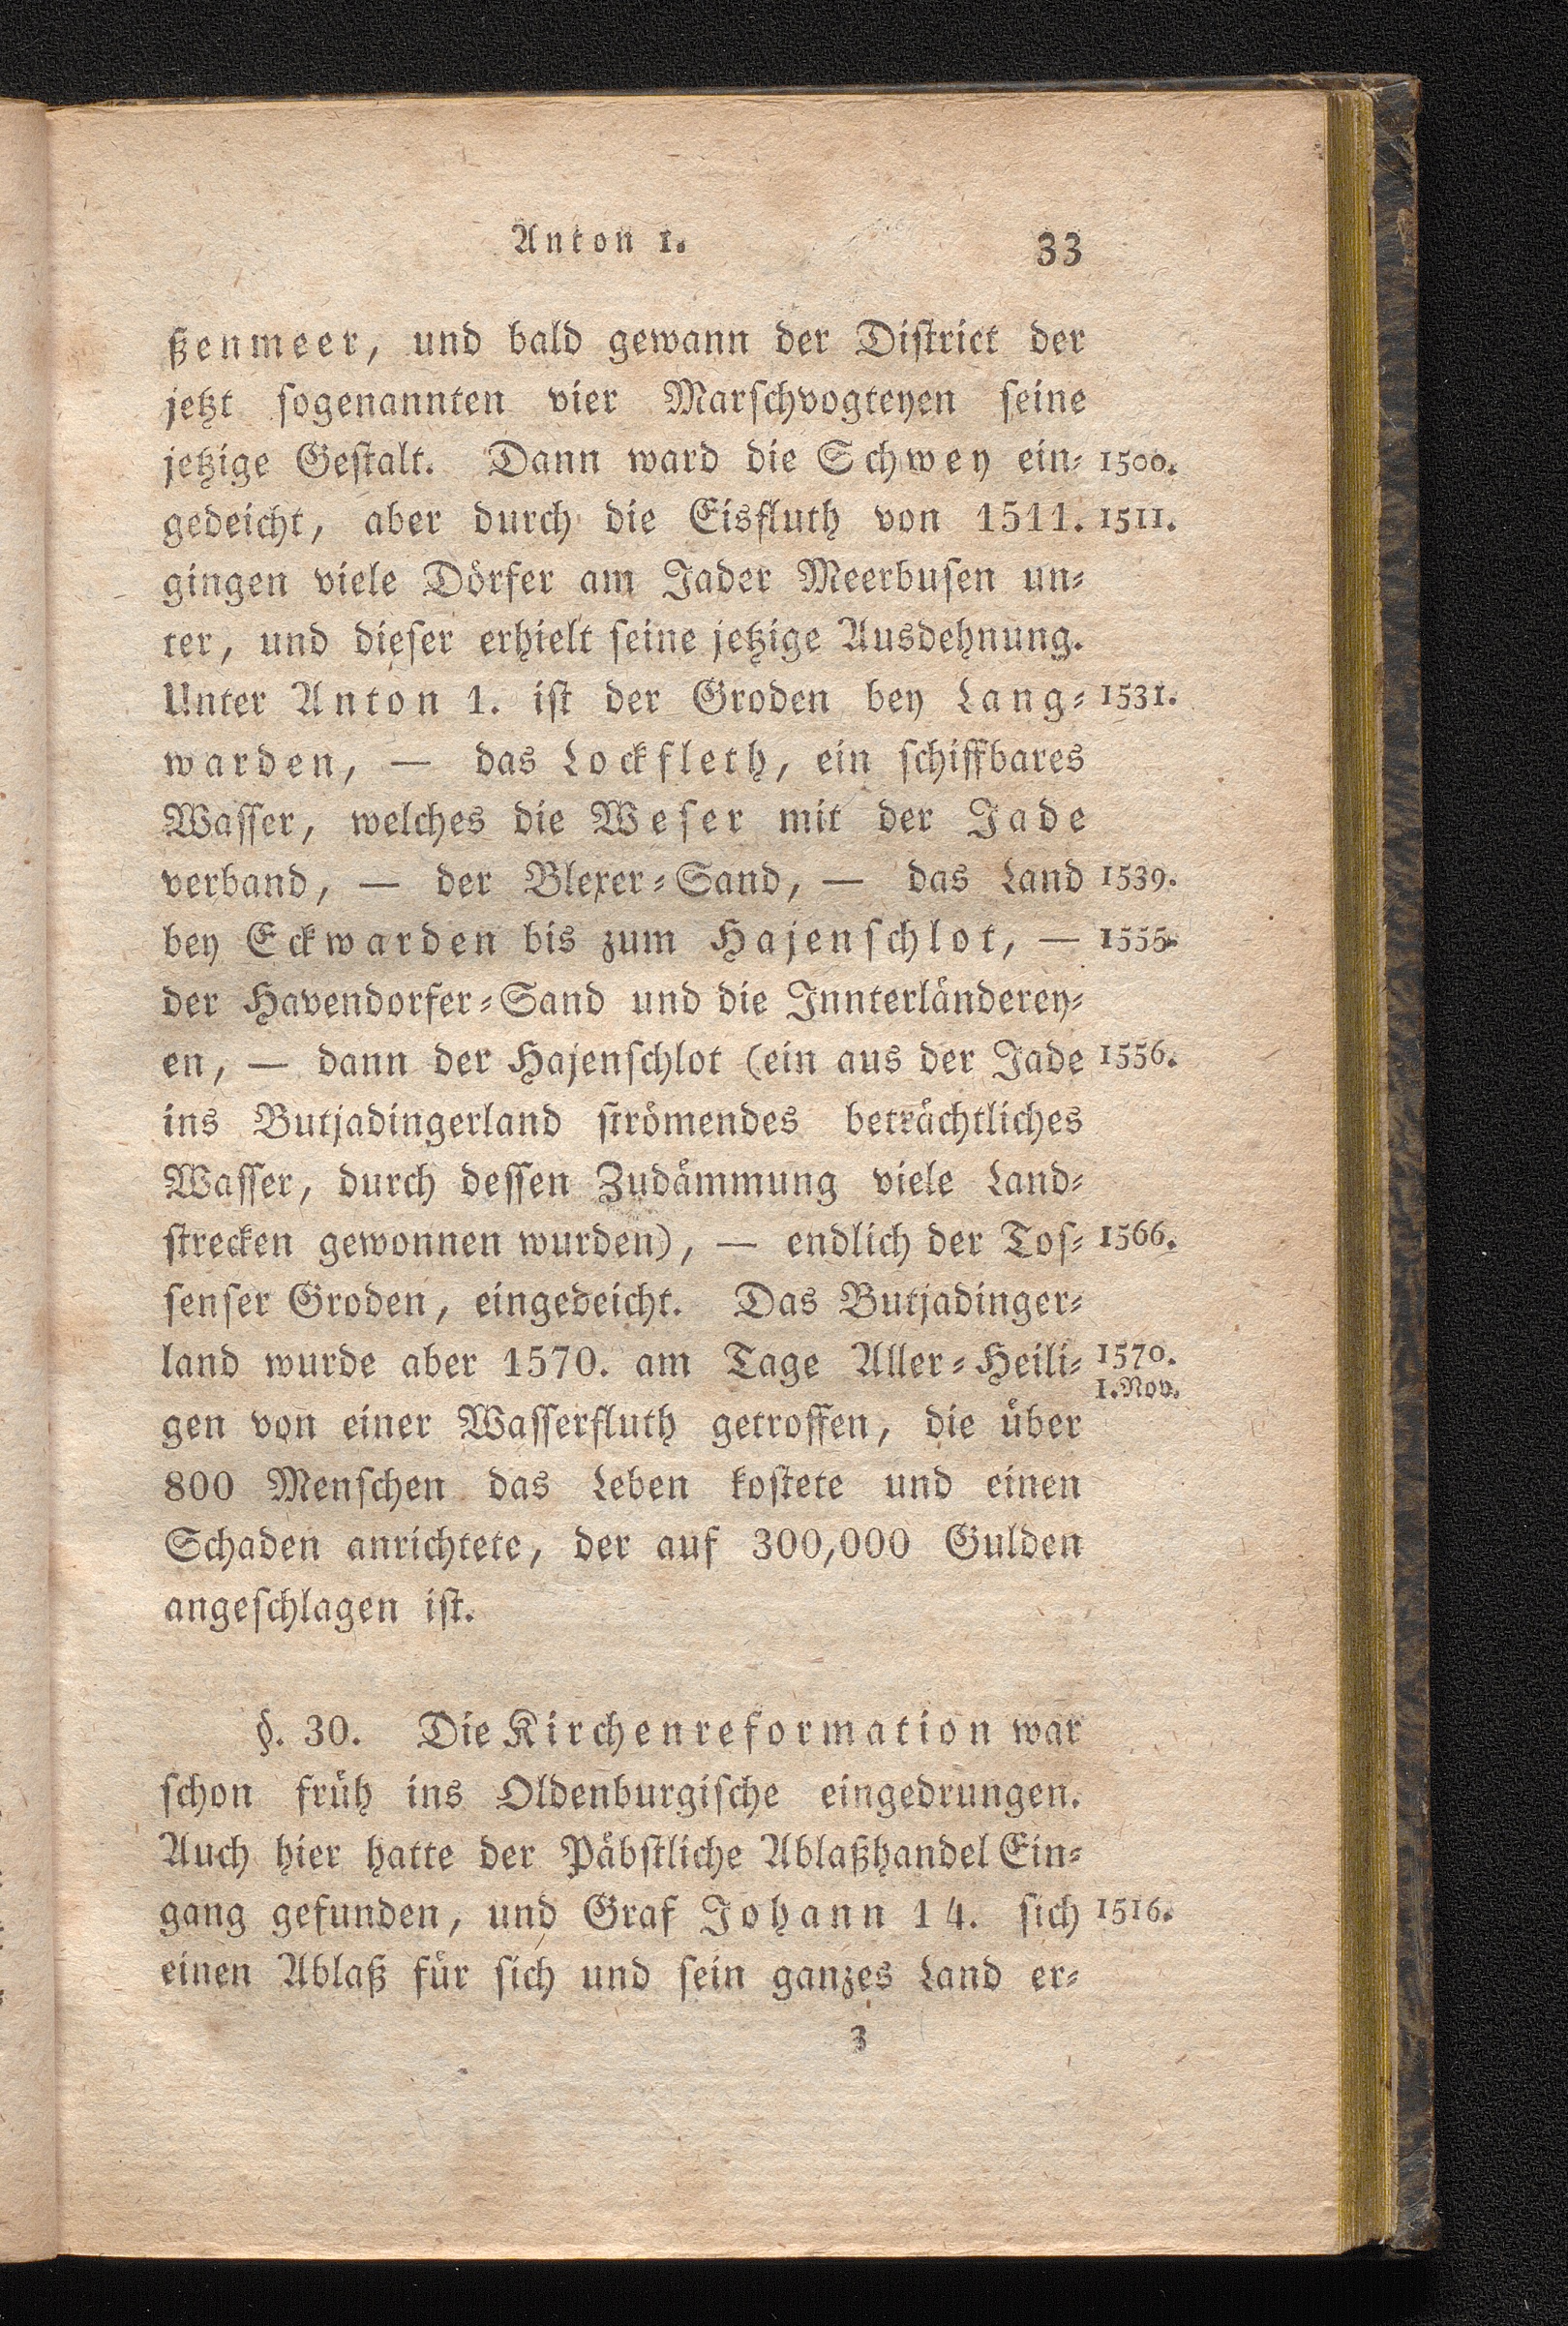 Anton 1. 33
ßenmeer, und bald gewann der Diſtrict der
jetzt ſogenannten vier Marſchvogteyen ſeine
jetzige Geſtalt. Dann ward die Schwey ein⸗ 1500.
gedeicht, aber durch die Eisfluth von 1511. 1511.
gingen viele Dörfer am Jader Meerbuſen un⸗
ter, und dieſer erhielt ſeine jetzige Ausdehnung.
Unter Anton 1. iſt der Groden bey Lang⸗ 1531.
warden, — das Lockfleth, ein ſchiffbares
Waſſer, welches die Weſer mit der Jade
verband, — der Blexer⸗Sand, — das Land 1539.
bey Eckwarden bis zum Hajenſchlot, — 1555.
der Havendorfer⸗Sand und die Innterländerey⸗
en, — dann der Hajenſchlot (ein aus der Jade 1556.
ins Butjadingerland ſtrömendes beträchtliches
Waſſer, durch deſſen Zudämmung viele Land⸗
ſtrecken gewonnen wurden), — endlich der Toſ⸗ 1566.
ſenſer Groden, eingedeicht. Das Butjadinger⸗
land wurde aber 1570. am Tage Aller⸗Heili⸗ 1570.
1. Nov.
gen von einer Waſſerfluth getroffen, die über
800 Menſchen das Leben koſtete und einen
Schaden anrichtete, der auf 300,000 Gulden
angeſchlagen iſt.
§. 30. Die Kirchenreformation war
ſchon früh ins Oldenburgiſche eingedrungen.
Auch hier hatte der Päbſtliche Ablaßhandel Ein⸗
gang gefunden, und Graf Johann 14. ſich 1516.
einen Ablaß für ſich und ſein ganzes Land er⸗
3